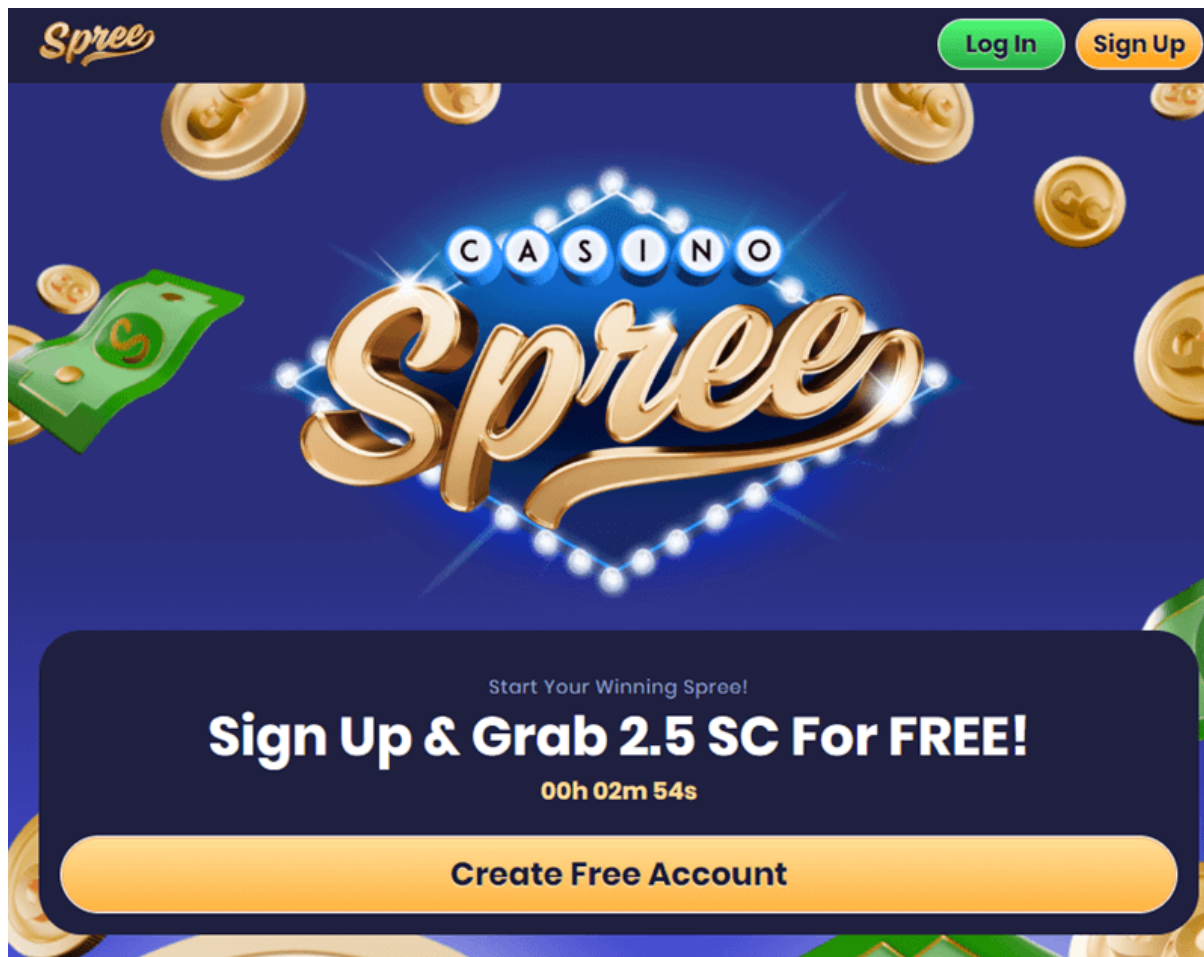 Spree
Log In
Sign Up
CASINO
Spree
GC
Start Your Winning Spree!
Sign Up & Grab 2.5 SC For FREE!
00h 02m 54s
Create Free Account